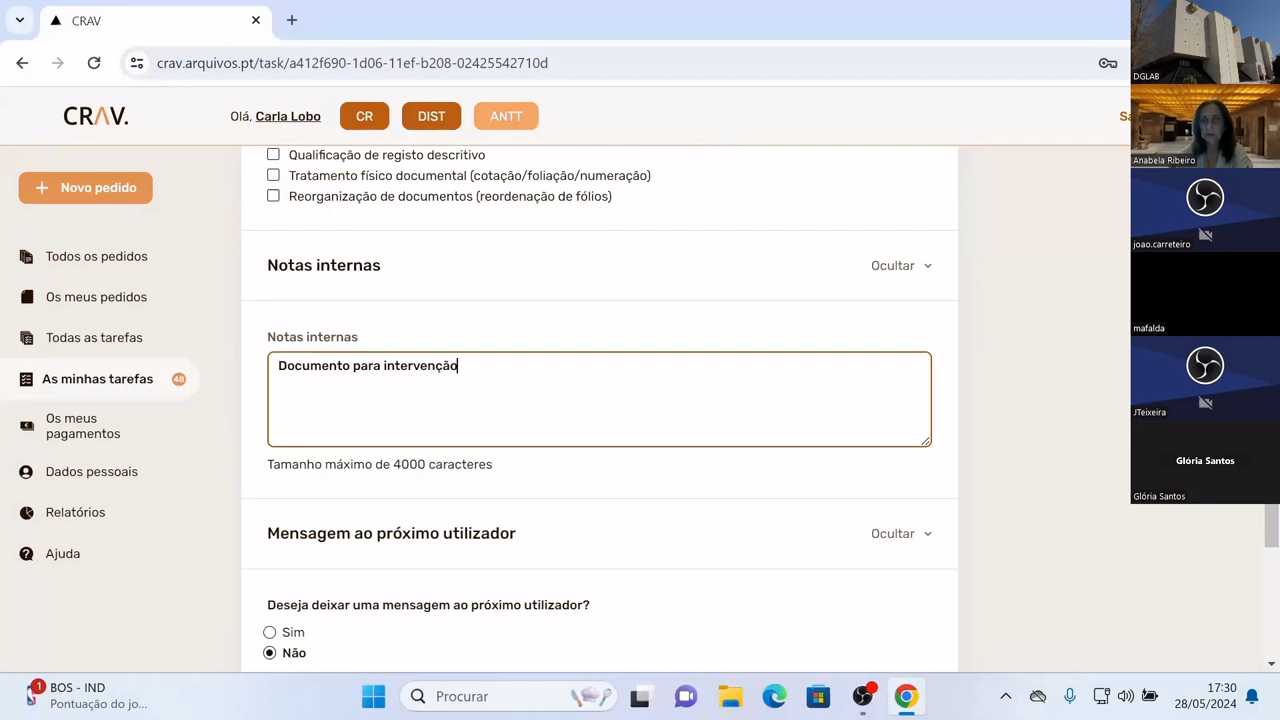 CRAV
crav.arquivos.pt/task/a412f690-1d06-11ef-b208-02425542710d
CRAV.
Olá, Carla Lobo
CR
DIST
ANTT
Novo pedido
Todos os pedidos
Os meus pedidos
Todas as tarefas
As minhas tarefas
48
Os meus
pagamentos
Dados pessoais
Relatórios
Ajuda
Qualificação de registo descritivo
Tratamento físico documental (cotação/foliação/numeração)
Reorganização de documentos (reordenação de fólios)
Notas internas
Ocultar
Notas internas
Documento para intervenção
Tamanho máximo de 4000 caracteres
Mensagem ao próximo utilizador
Ocultar
Deseja deixar uma mensagem ao próximo utilizador?
Sim
Não
DGLAB
Anabela Ribeiro
joao.carreteiro
mafalda
JTeixeira
Glória Santos
Glória Santos
1
BOS - IND
Pontuação do jo...
Procurar
17:30
28/05/2024